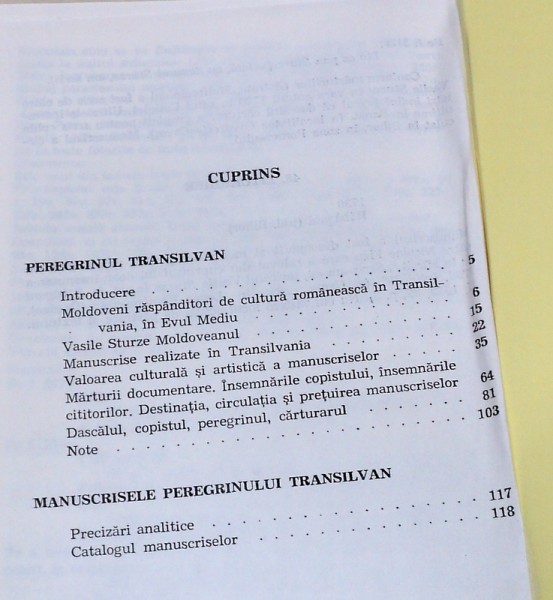 CUPRINS
PEREGRINUL TRANSILVAN
Introducere . . . . . . . . . . . . . . . 5
Moldoveni răspânditori de cultură românească în Transil-
vania, în Evul Mediu . . . . . . . . . . 6
Vasile Sturze Moldoveanul . . . . . . . . . . 15
Manuscrise realizate în Transilvania . . . . . . 22
Valoarea culturală și artistică a manuscriselor . . . . 35
Mărturii documentare. Însemnările copistului, însemnările
cititorilor. Destinația, circulația și prețuirea manuscriselor 64
Dascălul, copistul, peregrinul, cărturarul . . . . . 81
Note . . . . . . . . . . . . . . . . 103
MANUSCRISELE PEREGRINULUI TRANSILVAN
Precizări analitice . . . . . . . . . . . . 117
Catalogul manuscriselor . . . . . . . . . . 118